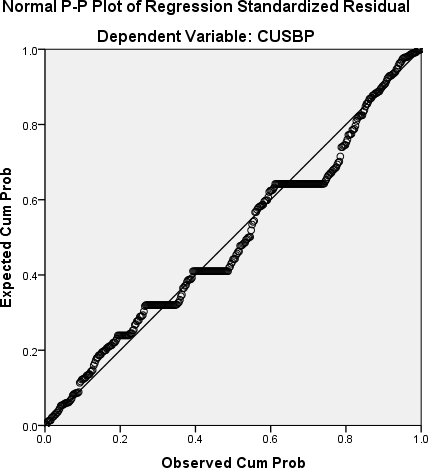 Normal P-P Plot of Regression Standardized Residual
Dependent Variable: CUSBP
1.0
0.8
0.6
0.4
0.2
0.0
Expected Cum Prob
0.0 0.2 0.4 0.6 0.8 1.0
Observed Cum Prob